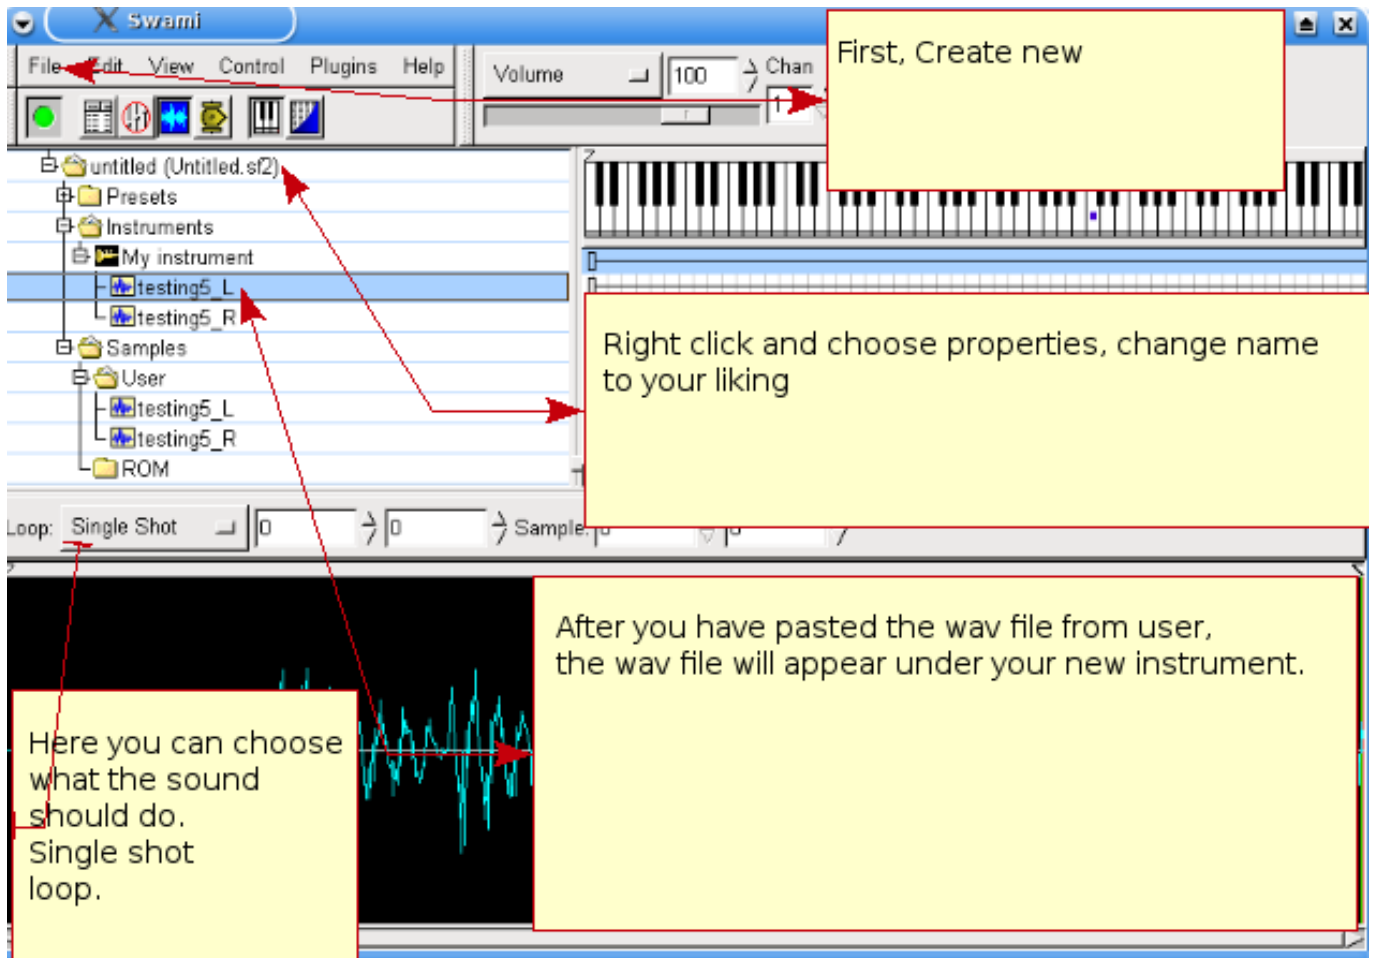 Swami
First, Create new
File Edit View Control Plugins Help
Volume 100 Chan
1
untitled (Untitled.sf2)
Presets
Instruments
My instrument
testing5_L
testing5_R
Samples
User
testing5_L
testing5_R
ROM
Right click and choose properties, change name
to your liking
Loop: Single Shot 0 0 Sample:
After you have pasted the wav file from user,
the wav file will appear under your new instrument.
Here you can choose
what the sound
should do.
Single shot
loop.